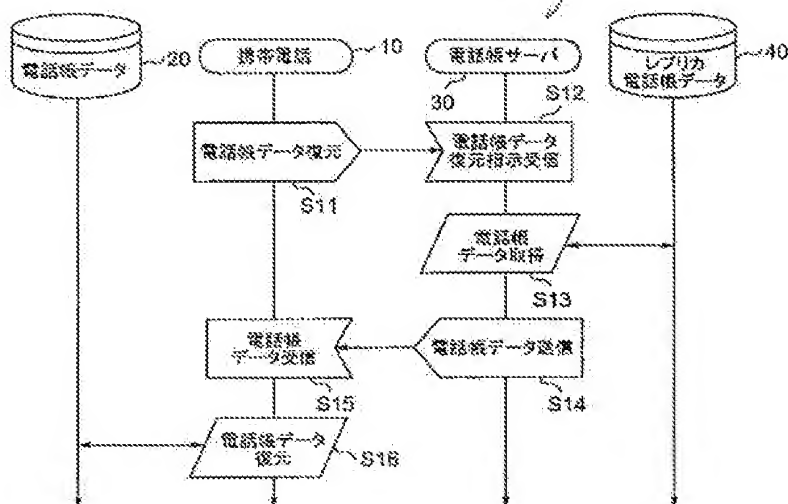 電話帳データ
20
携帯電話
10
電話帳サーバ
30
レプリカ
電話帳データ
40
S12
電話帳データ復元
S11
電話帳データ
復元指示受信
電話帳
データ取得
S13
電話帳
データ受信
S15
電話帳データ送信
S14
電話帳データ
復元
S16